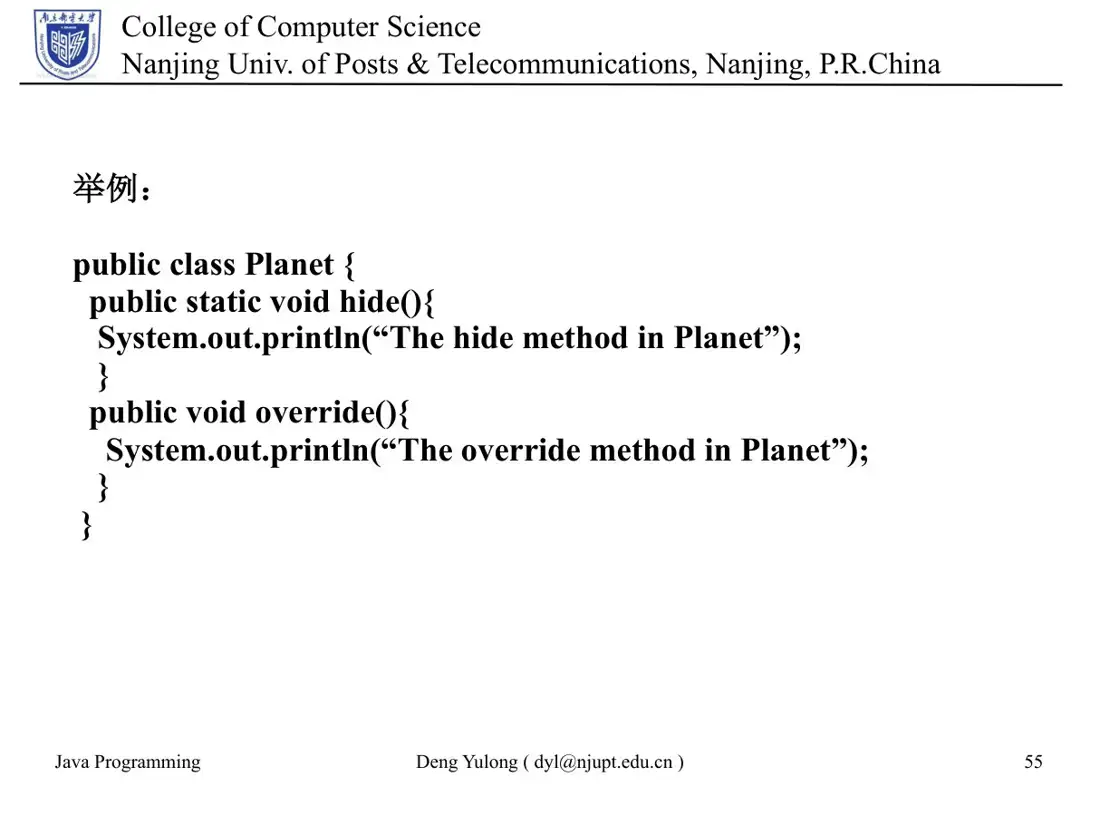 College of Computer Science
Nanjing Univ. of Posts & Telecommunications, Nanjing, P.R.China
举例：
public class Planet {
public static void hide(){
System.out.println(“The hide method in Planet”);
}
public void override(){
System.out.println(“The override method in Planet”);
}
}
Java Programming
Deng Yulong ( dyl@njupt.edu.cn )
55